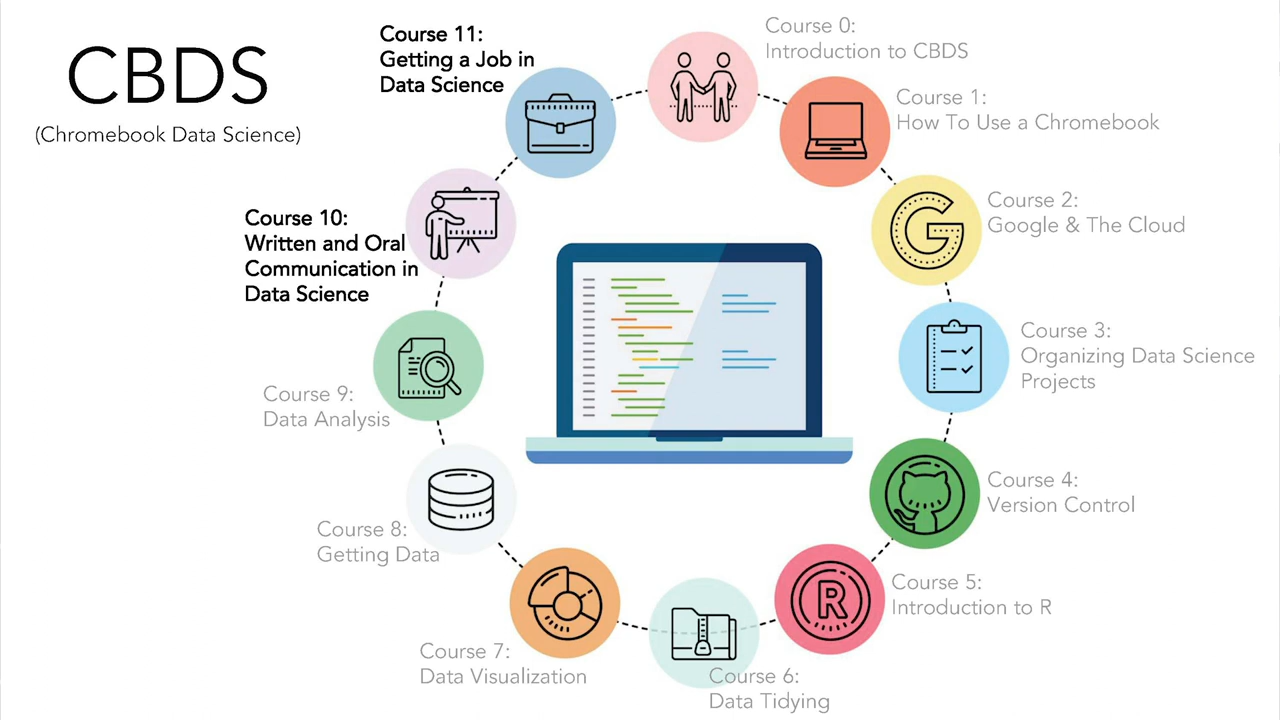 CBDS
(Chromebook Data Science)
Course 0:
Introduction to CBDS
Course 1:
How To Use a Chromebook
Course 2:
Google & The Cloud
G
Course 3:
Organizing Data Science
Projects
Course 4:
Version Control
Course 5:
Introduction to R
R
Course 6:
Data Tidying
Course 7:
Data Visualization
Course 8:
Getting Data
Course 9:
Data Analysis
Course 10:
Written and Oral
Communication in
Data Science
Course 11:
Getting a Job in
Data Science